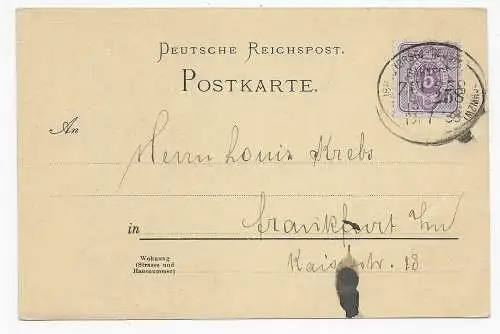 DEUTSCHE REICHSPOST.
POSTKARTE.
An
Herrn Louis Krebs
in Frankfurt
Wohnung
(Strasse und
Hausnummer)
Kaiserstr. 18